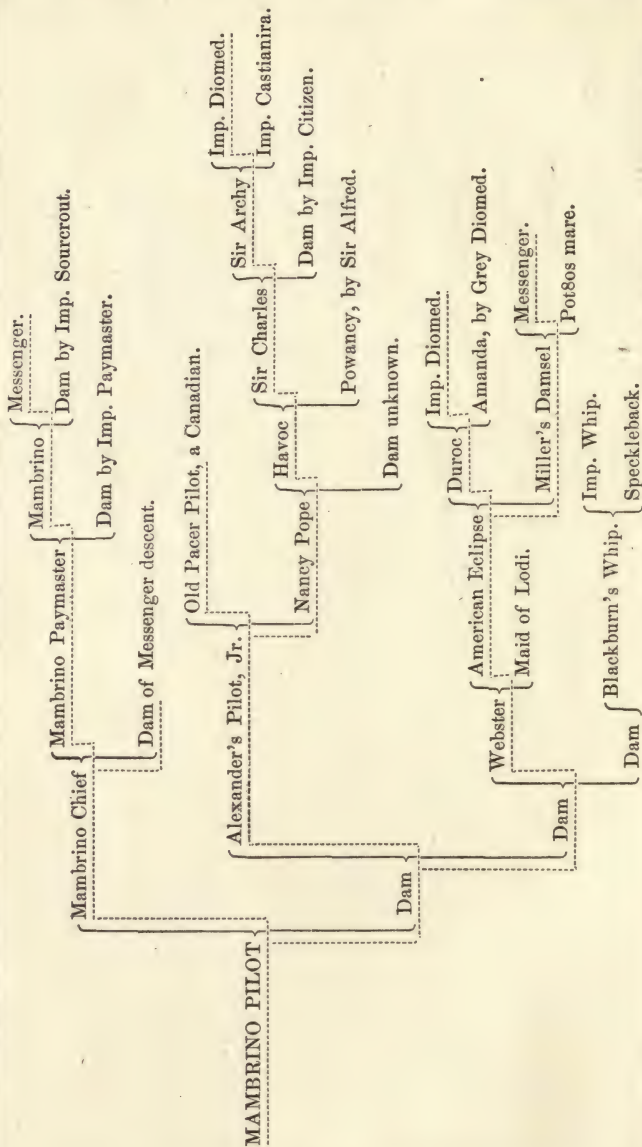 MAMBRINO PILOT
Mambrino Chief
Mambrino Paymaster
Mambrino
Messenger.
Dam by Imp. Sourcrout.
Dam by Imp. Paymaster.
Dam of Messenger descent.
Dam
Alexander's Pilot, Jr.
Old Pacer Pilot, a Canadian.
Nancy Pope
Havoc
Sir Charles
Sir Archy
Imp. Diomed.
Imp. Castianira.
Dam by Imp. Citizen.
Powancy, by Sir Alfred.
Dam unknown.
Dam
Webster
American Eclipse
Duroc
Imp. Diomed.
Amanda, by Grey Diomed.
Miller's Damsel
Messenger.
Pot8os mare.
Maid of Lodi.
Dam
Blackburn's Whip.
Imp. Whip.
Speckleback.